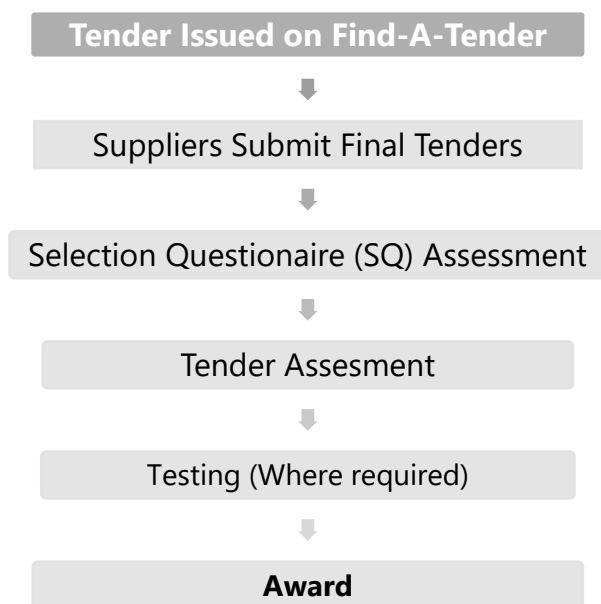 Tender Issued on Find-A-Tender
Suppliers Submit Final Tenders
Selection Questionaire (SQ) Assessment
Tender Assesment
Testing (Where required)
Award